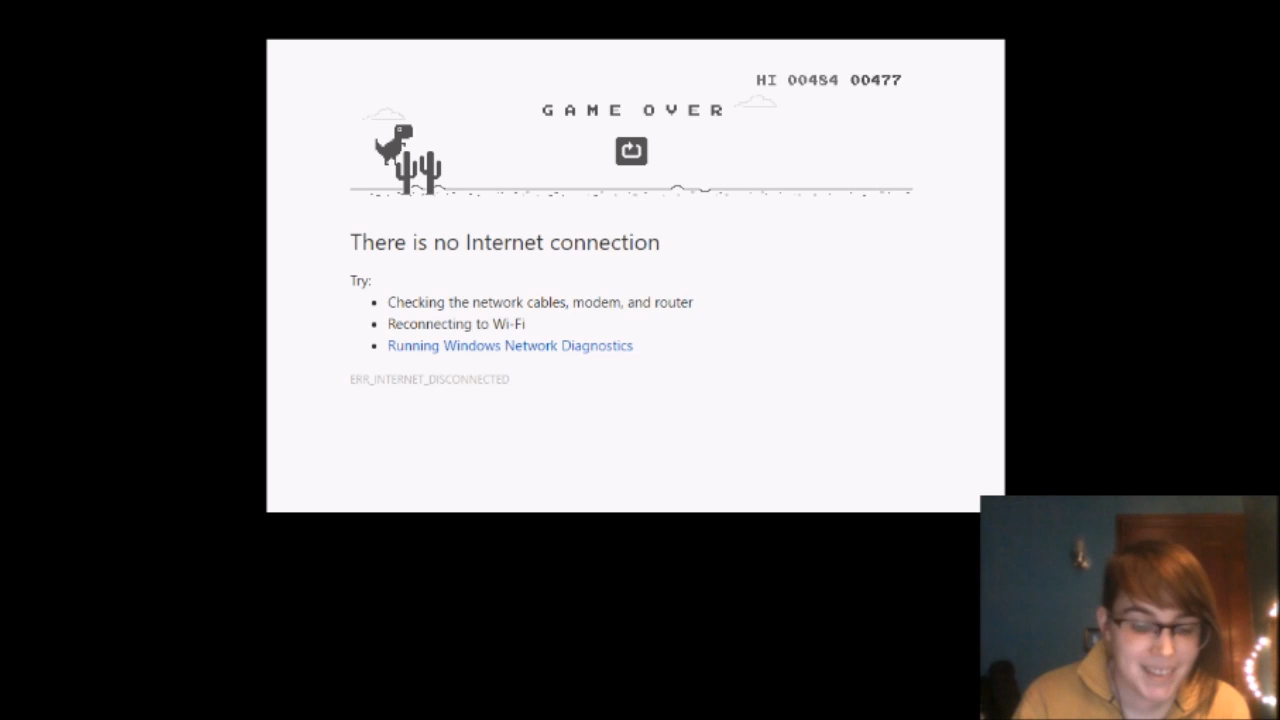 HI 00484 00477
GAME OVER
There is no Internet connection
Try:
Checking the network cables, modem, and router
Reconnecting to Wi-Fi
Running Windows Network Diagnostics
ERR_INTERNET_DISCONNECTED